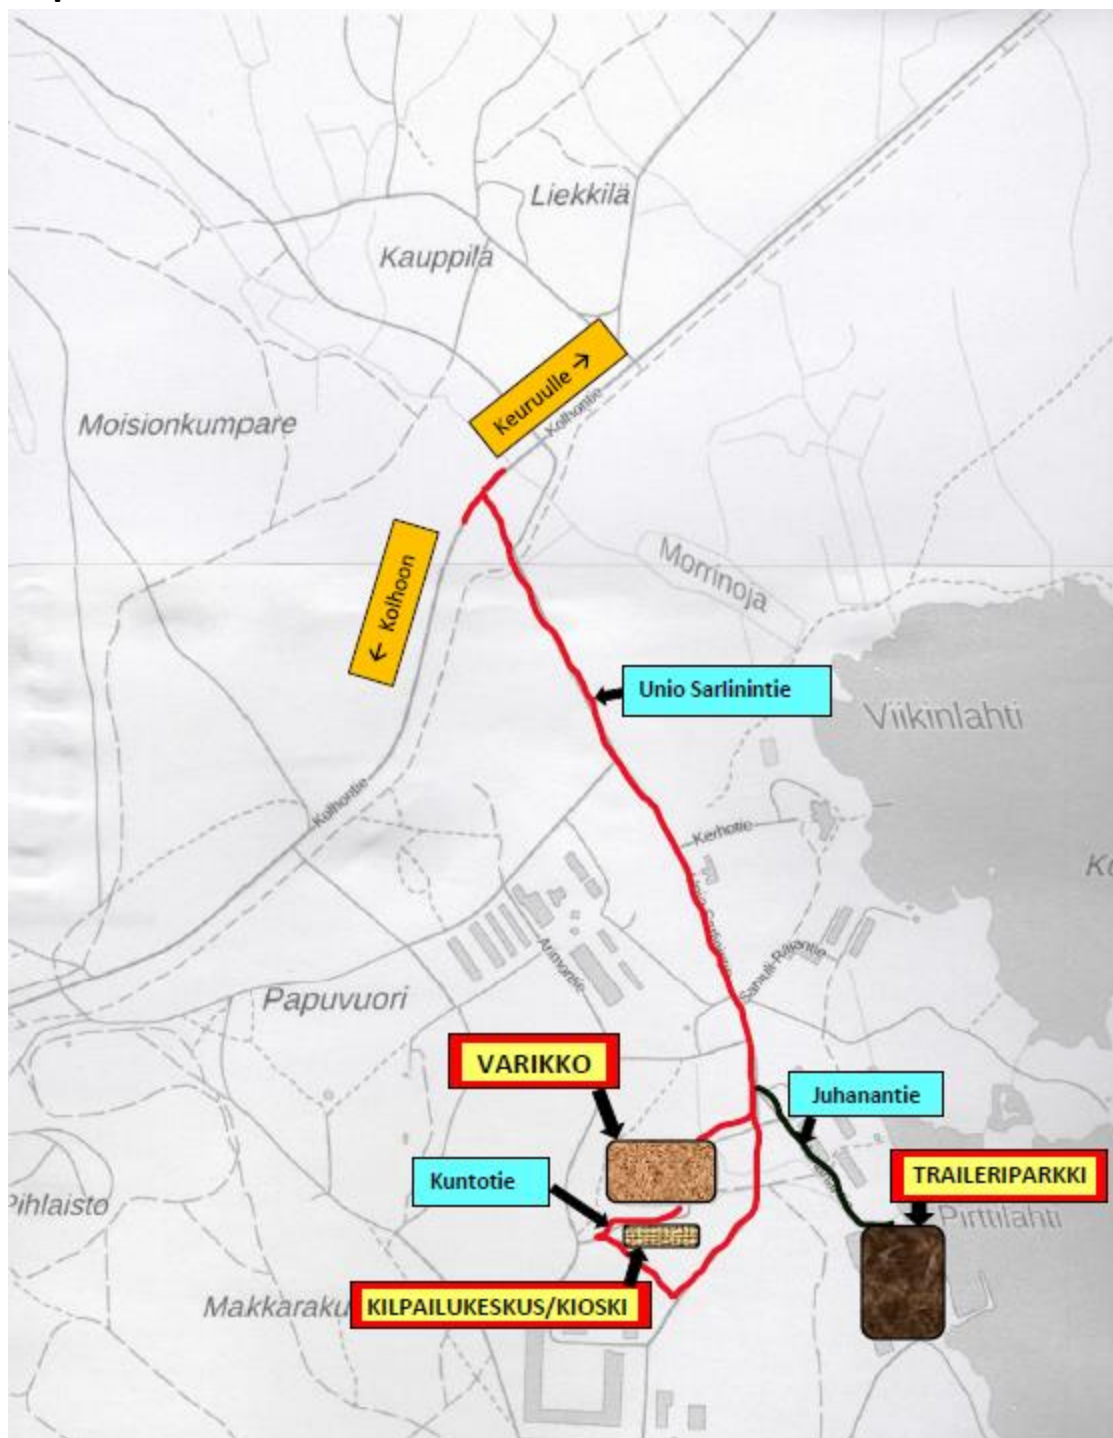 Liekkilä
Kauppila
Keuruulle →
Kolhontie
Moisionkumpare
← Kolhoon
Morrinoja
Unio Sarlinintie
Viikinlahti
Kolhontie
Kerhotie
Papuvuori
VARIKKO
Juhanantie
Kuntotie
TRAILERIPARKKI
Pihlaisto
Pirttilahti
KILPAILUKESKUS/KIOSKI